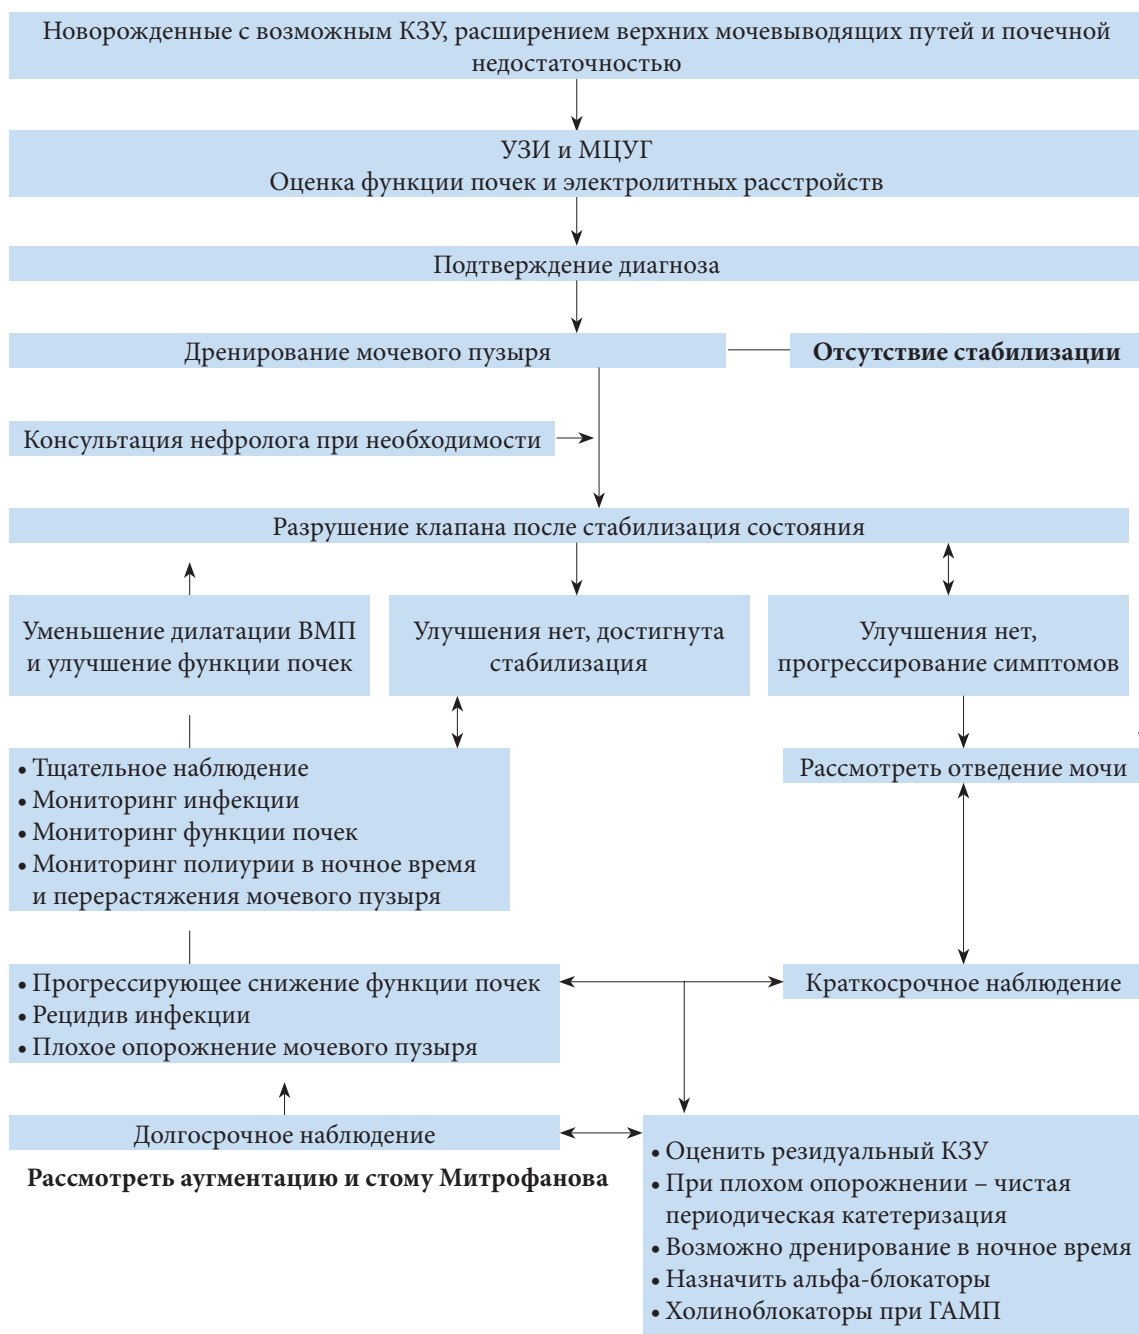 Новорожденные с возможным КЗУ, расширением верхних мочевыводящих путей и почечной
недостаточностью
УЗИ и МЦУГ
Оценка функции почек и электролитных расстройств
Подтверждение диагноза
Дренирование мочевого пузыря
Отсутствие стабилизации
Консультация нефролога при необходимости
Разрушение клапана после стабилизация состояния
Уменьшение дилатации ВМП
и улучшение функции почек
Улучшения нет, достигнута
стабилизация
Улучшения нет,
прогрессирование симптомов
• Тщательное наблюдение
• Мониторинг инфекции
• Мониторинг функции почек
• Мониторинг полиурии в ночное время
и перерастяжения мочевого пузыря
Рассмотреть отведение мочи
• Прогрессирующее снижение функции почек
• Рецидив инфекции
• Плохое опорожнение мочевого пузыря
Краткосрочное наблюдение
Долгосрочное наблюдение
Рассмотреть аугментацию и стому Митрофанова
• Оценить резидуальный КЗУ
• При плохом опорожнении – чистая
периодическая катетеризация
• Возможно дренирование в ночное время
• Назначить альфа-блокаторы
• Холиноблокаторы при ГАМП